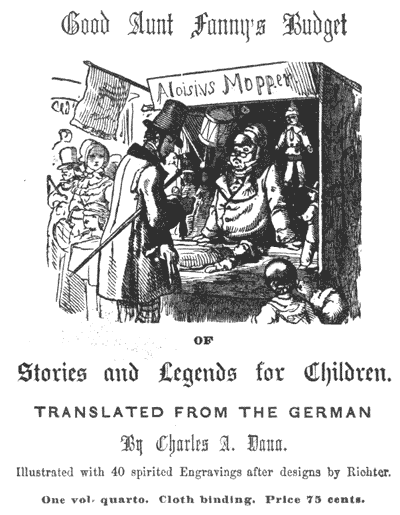 Good Aunt Fanny's Budget
Aloisius Mopper
OF
Stories and Legends for Children.
TRANSLATED FROM THE GERMAN
By Charles A. Dana.
Illustrated with 40 spirited Engravings after designs by Richter.
One vol. quarto. Cloth binding. Price 75 cents.